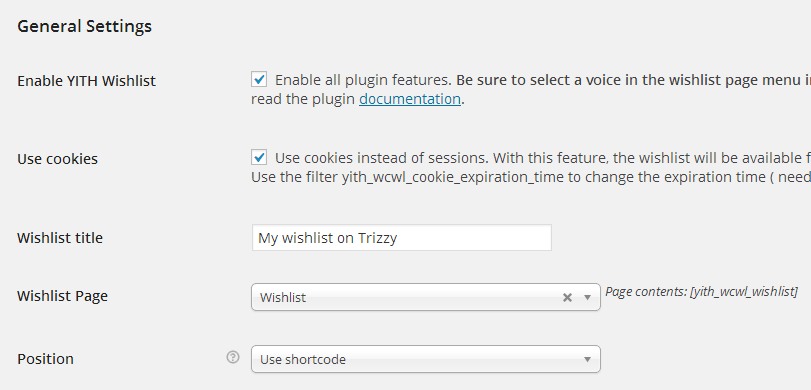 General Settings
Enable YITH Wishlist
Enable all plugin features. Be sure to select a voice in the wishlist page menu i
read the plugin documentation.
Use cookies
Use cookies instead of sessions. With this feature, the wishlist will be available f
Use the filter yith_wcwl_cookie_expiration_time to change the expiration time ( need
Wishlist title
My wishlist on Trizzy
Wishlist Page
Wishlist
Page contents: [yith_wcwl_wishlist]
Position
Use shortcode